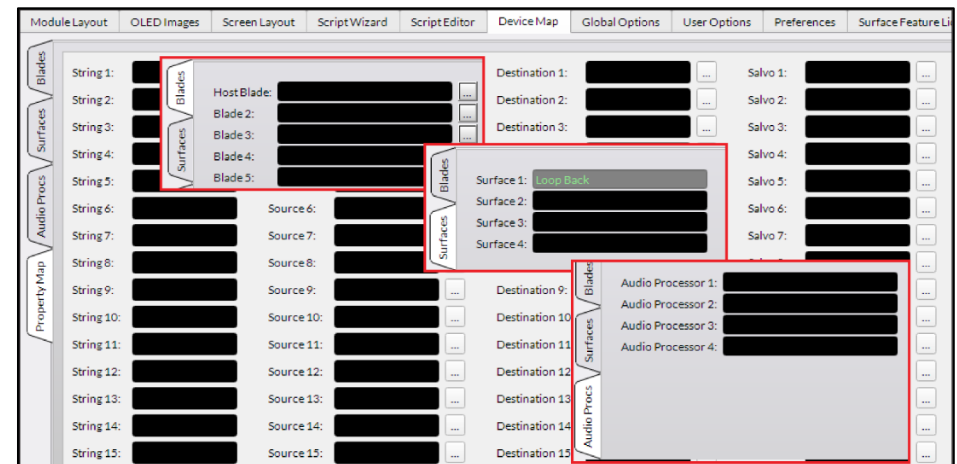 Module Layout OLED Images Screen Layout Script Wizard Script Editor Device Map Global Options User Options Preferences Surface Feature Li
Blades
Surfaces
Audio Procs
Property Map
String 1: Destination 1: ... Salvo 1: ...
String 2: Destination 2: ... Salvo 2: ...
String 3: Destination 3: ... Salvo 3: ...
String 4: Salvo 4: ...
String 5: Salvo 5: ...
String 6: Source 6: Salvo 6: ...
String 7: Source 7: Salvo 7: ...
String 8: Source 8: ...
String 9: Source 9: ... Destination 9: ...
String 10: Source 10: ... Destination 10 ...
String 11: Source 11: ... Destination 11 ...
String 12: Source 12: ... Destination 12 ...
String 13: Source 13: ... Destination 13 ...
String 14: Source 14: ... Destination 14 ...
String 15: Source 15: ... Destination 15 ...
Blades
Surfaces
Host Blade: ...
Blade 2: ...
Blade 3: ...
Blade 4:
Blade 5:
Blades
Surfaces
Surface 1: Loop Back
Surface 2:
Surface 3:
Surface 4:
Blades
Surfaces
Audio Procs
Audio Processor 1:
Audio Processor 2:
Audio Processor 3:
Audio Processor 4: